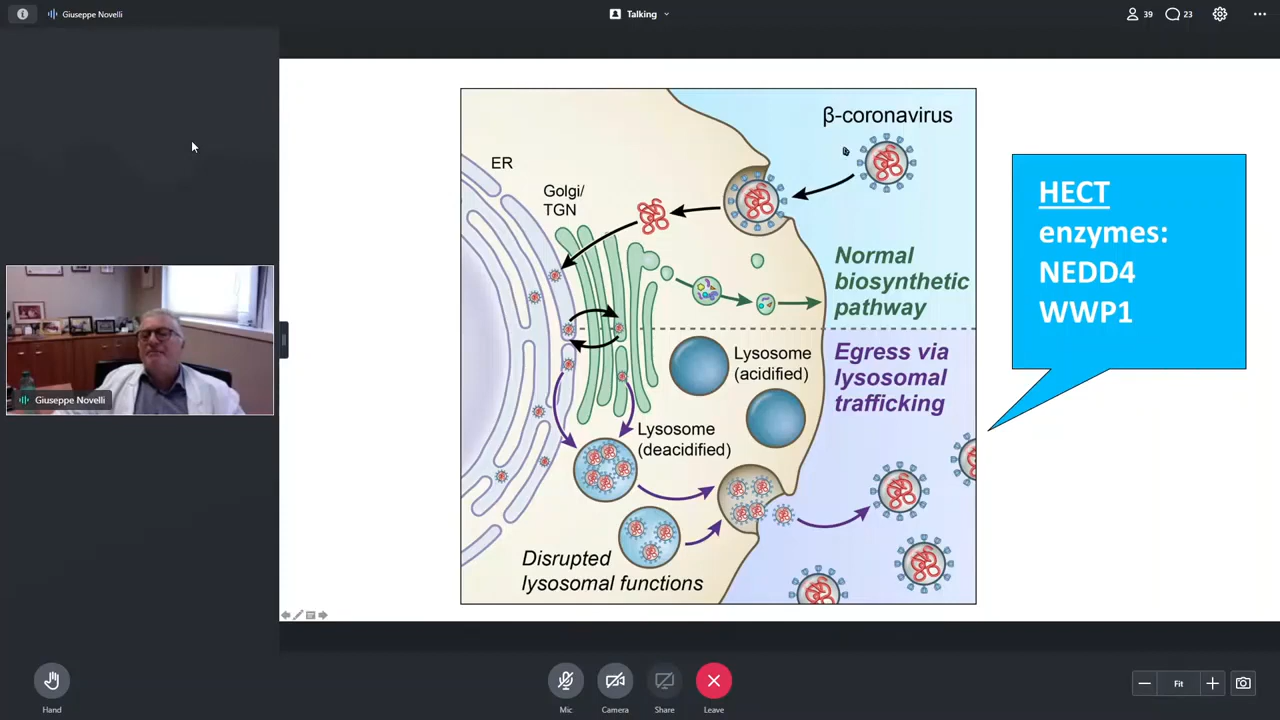 Giuseppe Novelli
Talking
39
23
β-coronavirus
ER
Golgi/
TGN
Normal
biosynthetic
pathway
Lysosome
(acidified)
Egress via
lysosomal
trafficking
Lysosome
(deacidified)
Disrupted
lysosomal functions
HECT
enzymes:
NEDD4
WWP1
Giuseppe Novelli
Hand
Mic
Camera
Share
Leave
Fit